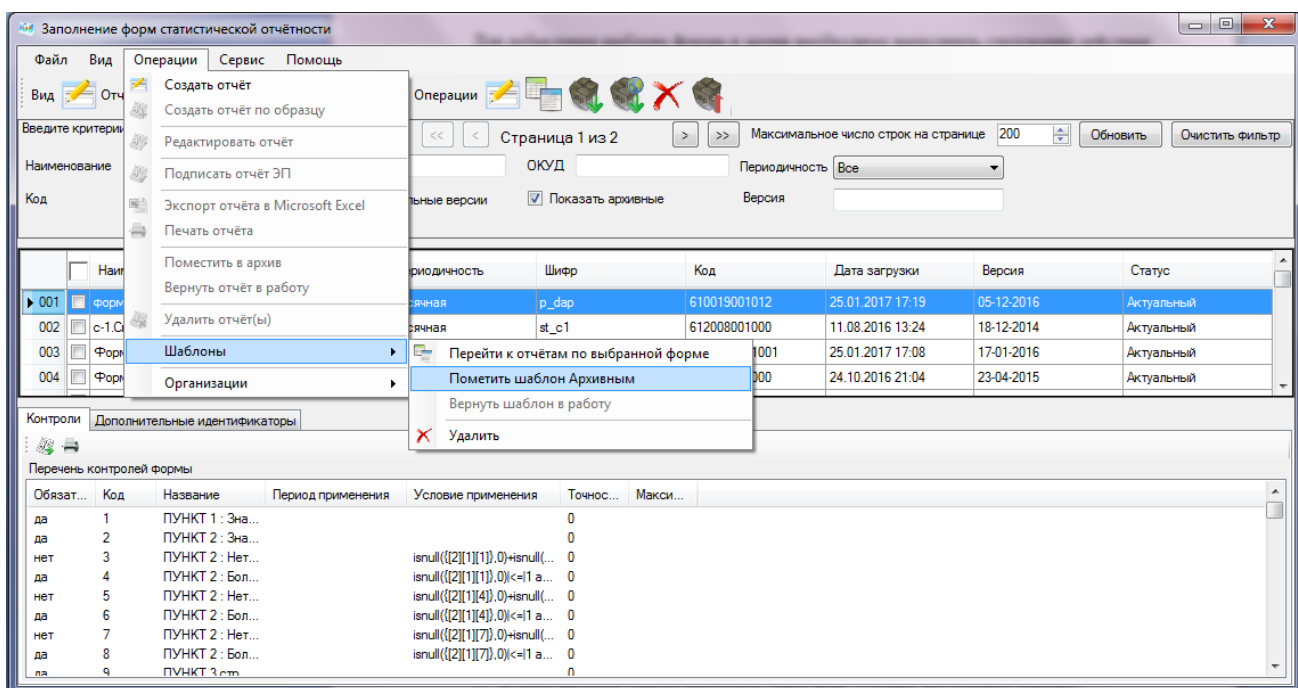 Заполнение форм статистической отчётности
Файл Вид Операции Сервис Помощь
Вид Отч Операции
Создать отчёт
Создать отчёт по образцу
Редактировать отчёт
Подписать отчёт ЭП
Экспорт отчёта в Microsoft Excel
Печать отчёта
Поместить в архив
Вернуть отчёт в работу
Удалить отчёт(ы)
Шаблоны
Организации
Перейти к отчётам по выбранной форме
Пометить шаблон Архивным
Вернуть шаблон в работу
Удалить
Введите критерии << < Страница 1 из 2 > >> Максимальное число строк на странице 200 Обновить Очистить фильтр
Наименование ОКУД Периодичность Все
Код льные версии Показать архивные Версия
Наим риодичность Шифр Код Дата загрузки Версия Статус
001 форм сячная p_dap 610019001012 25.01.2017 17:19 05-12-2016 Актуальный
002 с-1.Св сячная st_c1 612008001000 11.08.2016 13:24 18-12-2014 Актуальный
003 Форм 1001 25.01.2017 17:08 17-01-2016 Актуальный
004 Форм 000 24.10.2016 21:04 23-04-2015 Актуальный
Контроли Дополнительные идентификаторы
Перечень контролей формы
Обязат... Код Название Период применения Условие применения Точнос... Макси...
да 1 ПУНКТ 1 : Зна... 0
да 2 ПУНКТ 2 : Зна... 0
нет 3 ПУНКТ 2 : Нет... isnull({[2][1][1]},0)+isnull(... 0
да 4 ПУНКТ 2 : Бол... isnull({[2][1][1]},0)|<=|1 a... 0
нет 5 ПУНКТ 2 : Нет... isnull({[2][1][4]},0)+isnull(... 0
да 6 ПУНКТ 2 : Бол... isnull({[2][1][4]},0)|<=|1 a... 0
нет 7 ПУНКТ 2 : Нет... isnull({[2][1][7]},0)+isnull(... 0
да 8 ПУНКТ 2 : Бол... isnull({[2][1][7]},0)|<=|1 a... 0
да 9 ПУНКТ 3 стр 0